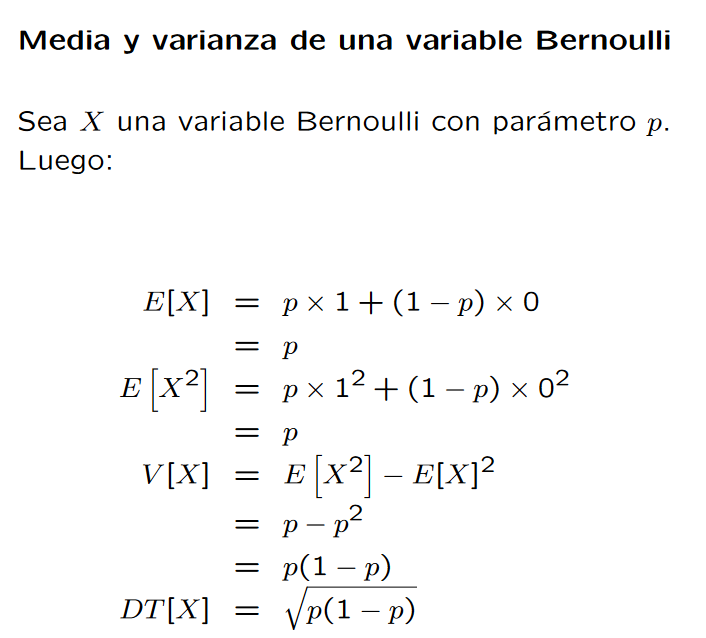 Media y varianza de una variable Bernoulli
Sea X una variable Bernoulli con parámetro p.
Luego:
E[X] = p × 1 + (1 − p) × 0
= p
E[X²] = p × 1² + (1 − p) × 0²
= p
V[X] = E[X²] − E[X]²
= p − p²
= p(1 − p)
DT[X] = √p(1 − p)